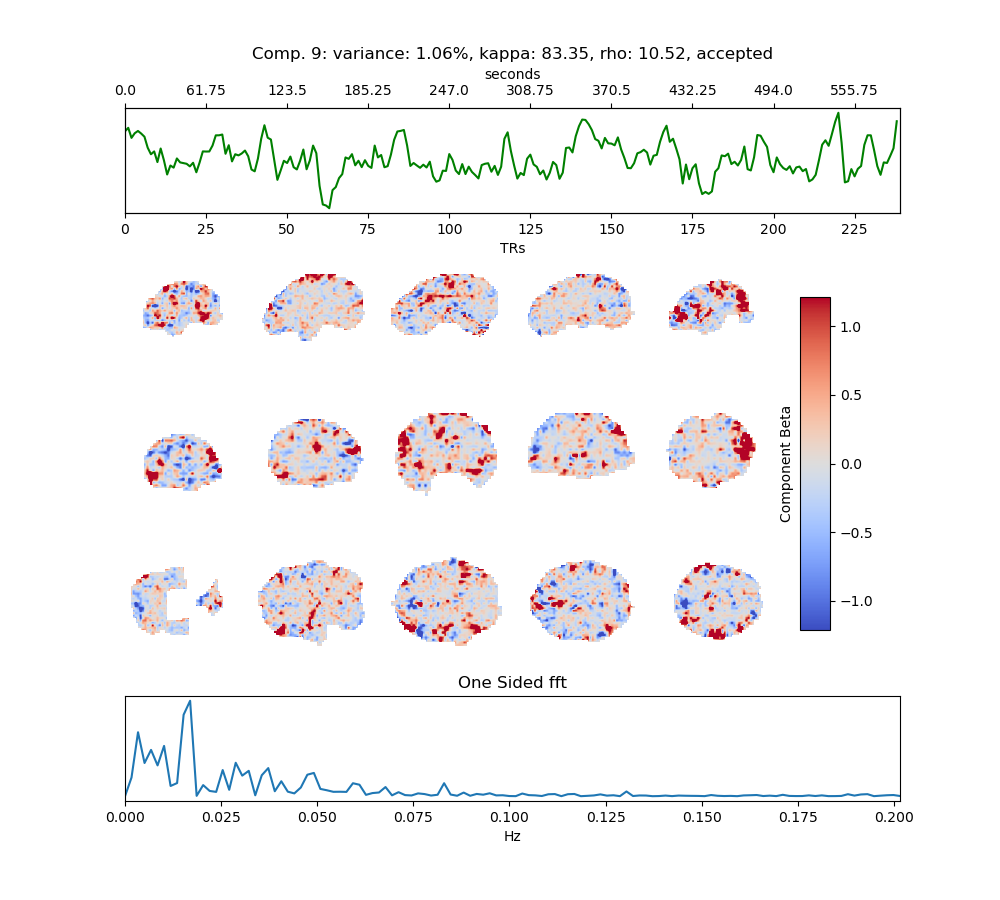 Comp. 9: variance: 1.06%, kappa: 83.35, rho: 10.52, accepted
seconds
0.0 61.75 123.5 185.25 247.0 308.75 370.5 432.25 494.0 555.75
0 25 50 75 100 125 150 175 200 225
TRs
1.0
0.5
0.0
−0.5
−1.0
Component Beta
One Sided fft
0.000 0.025 0.050 0.075 0.100 0.125 0.150 0.175 0.200
Hz